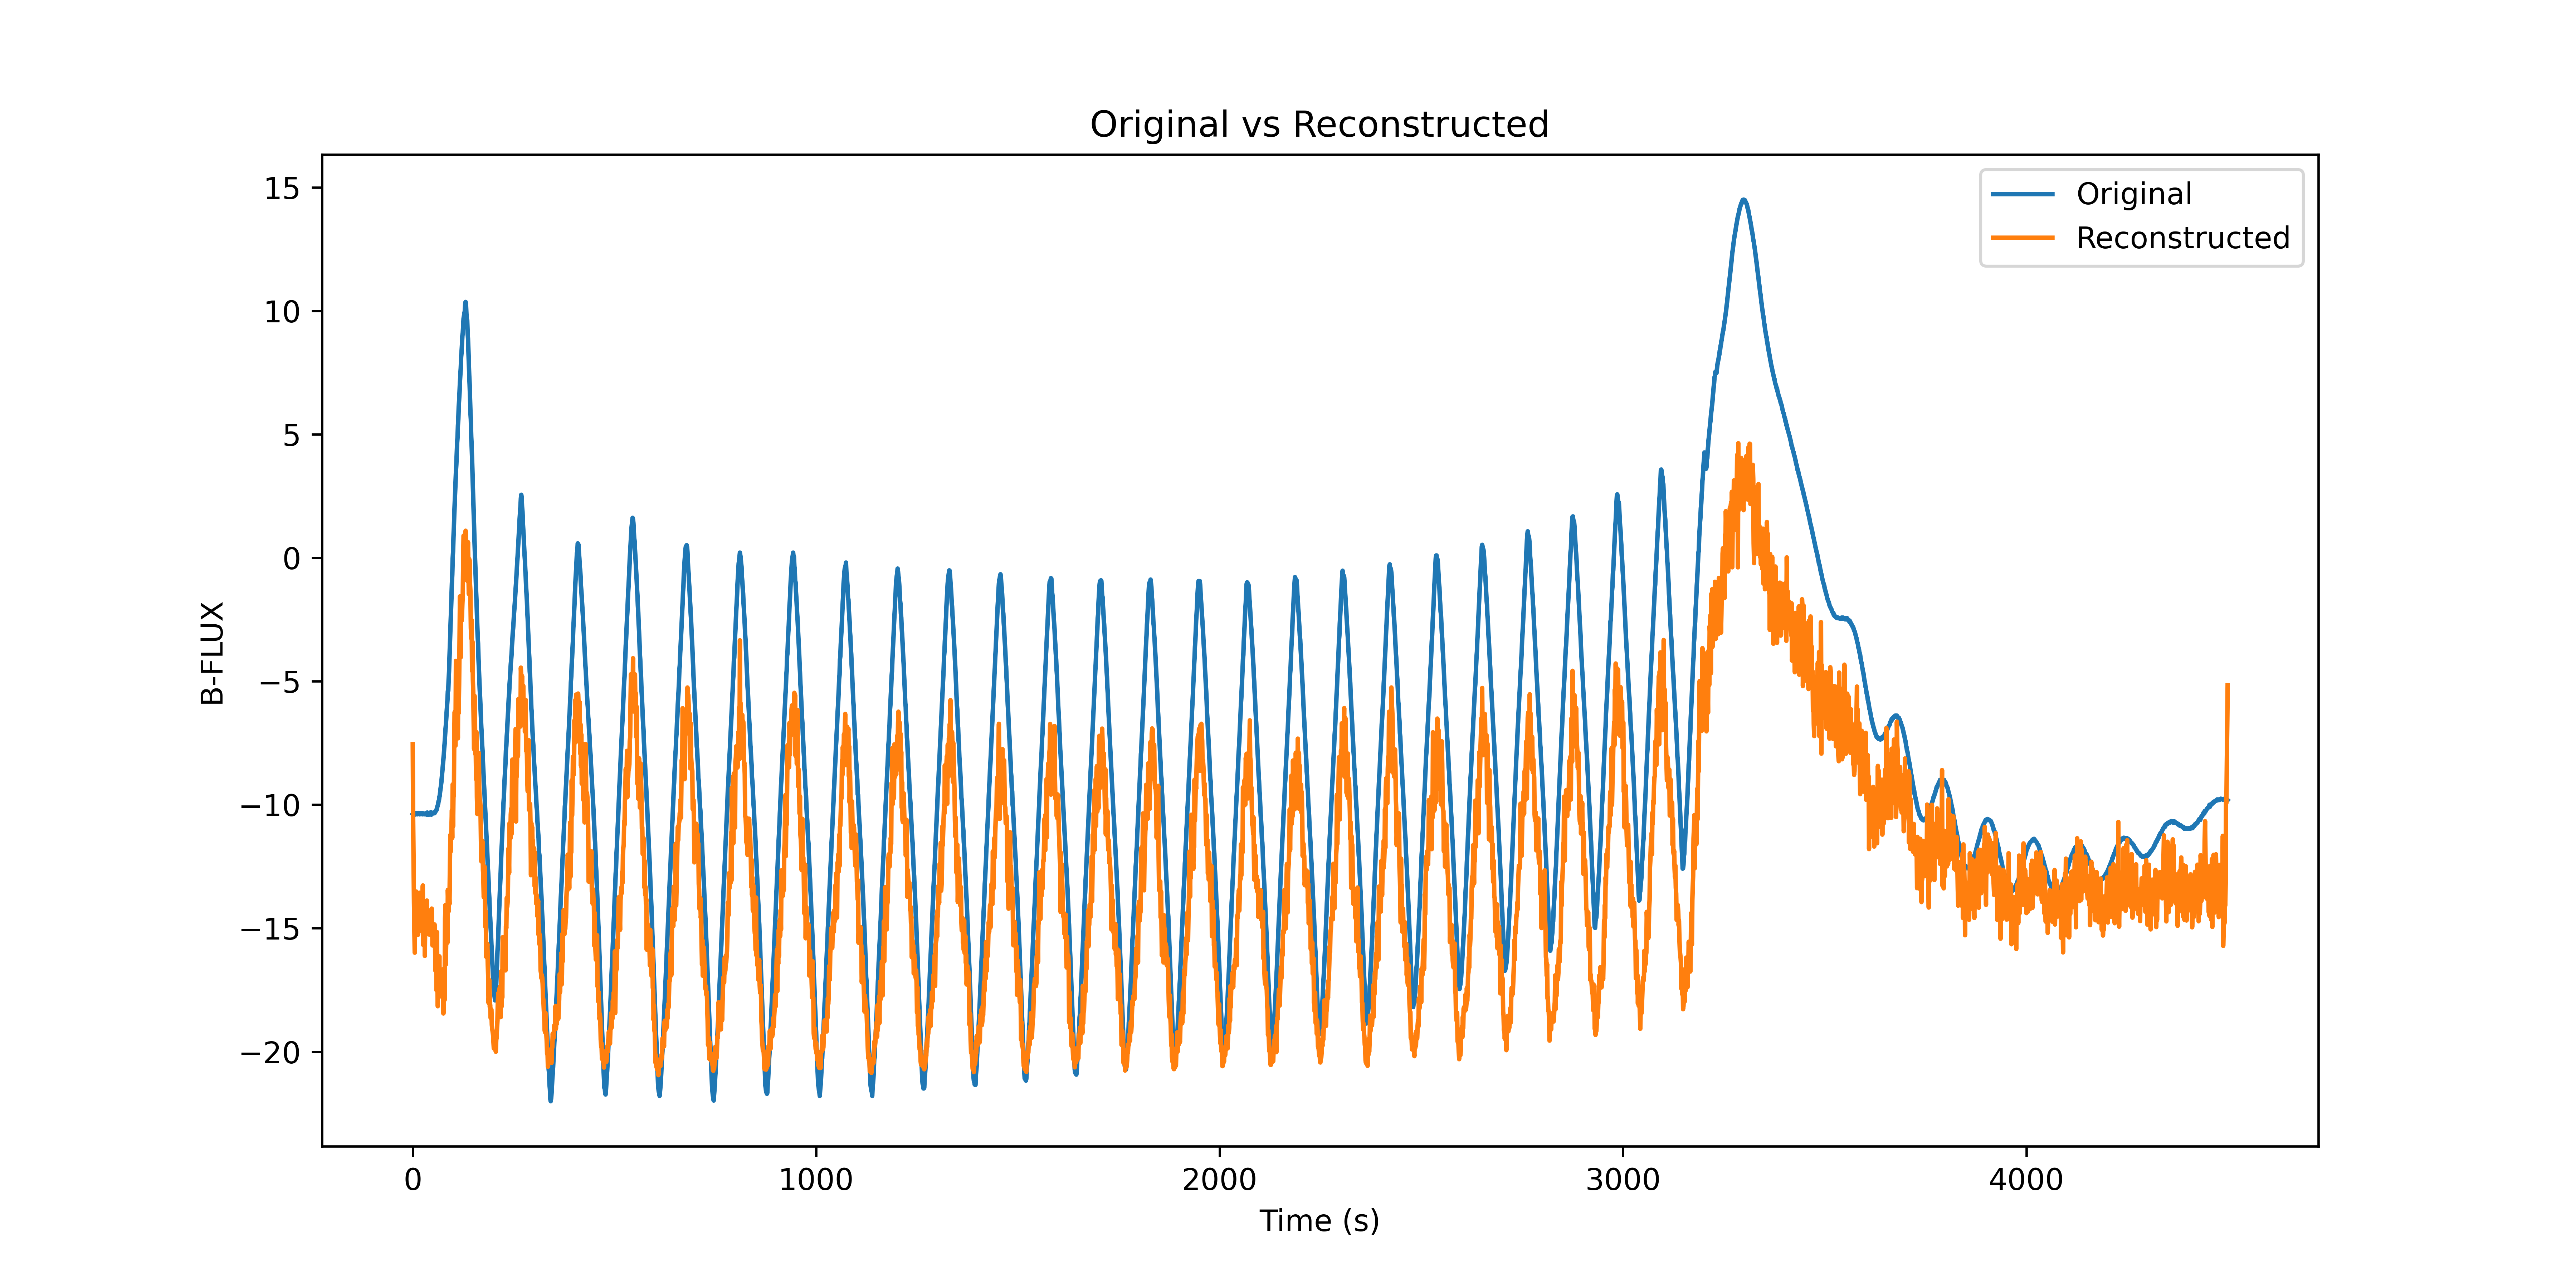 Original vs Reconstructed
Original
Reconstructed
15
10
5
0
−5
−10
−15
−20
B-FLUX
0 1000 2000 3000 4000
Time (s)